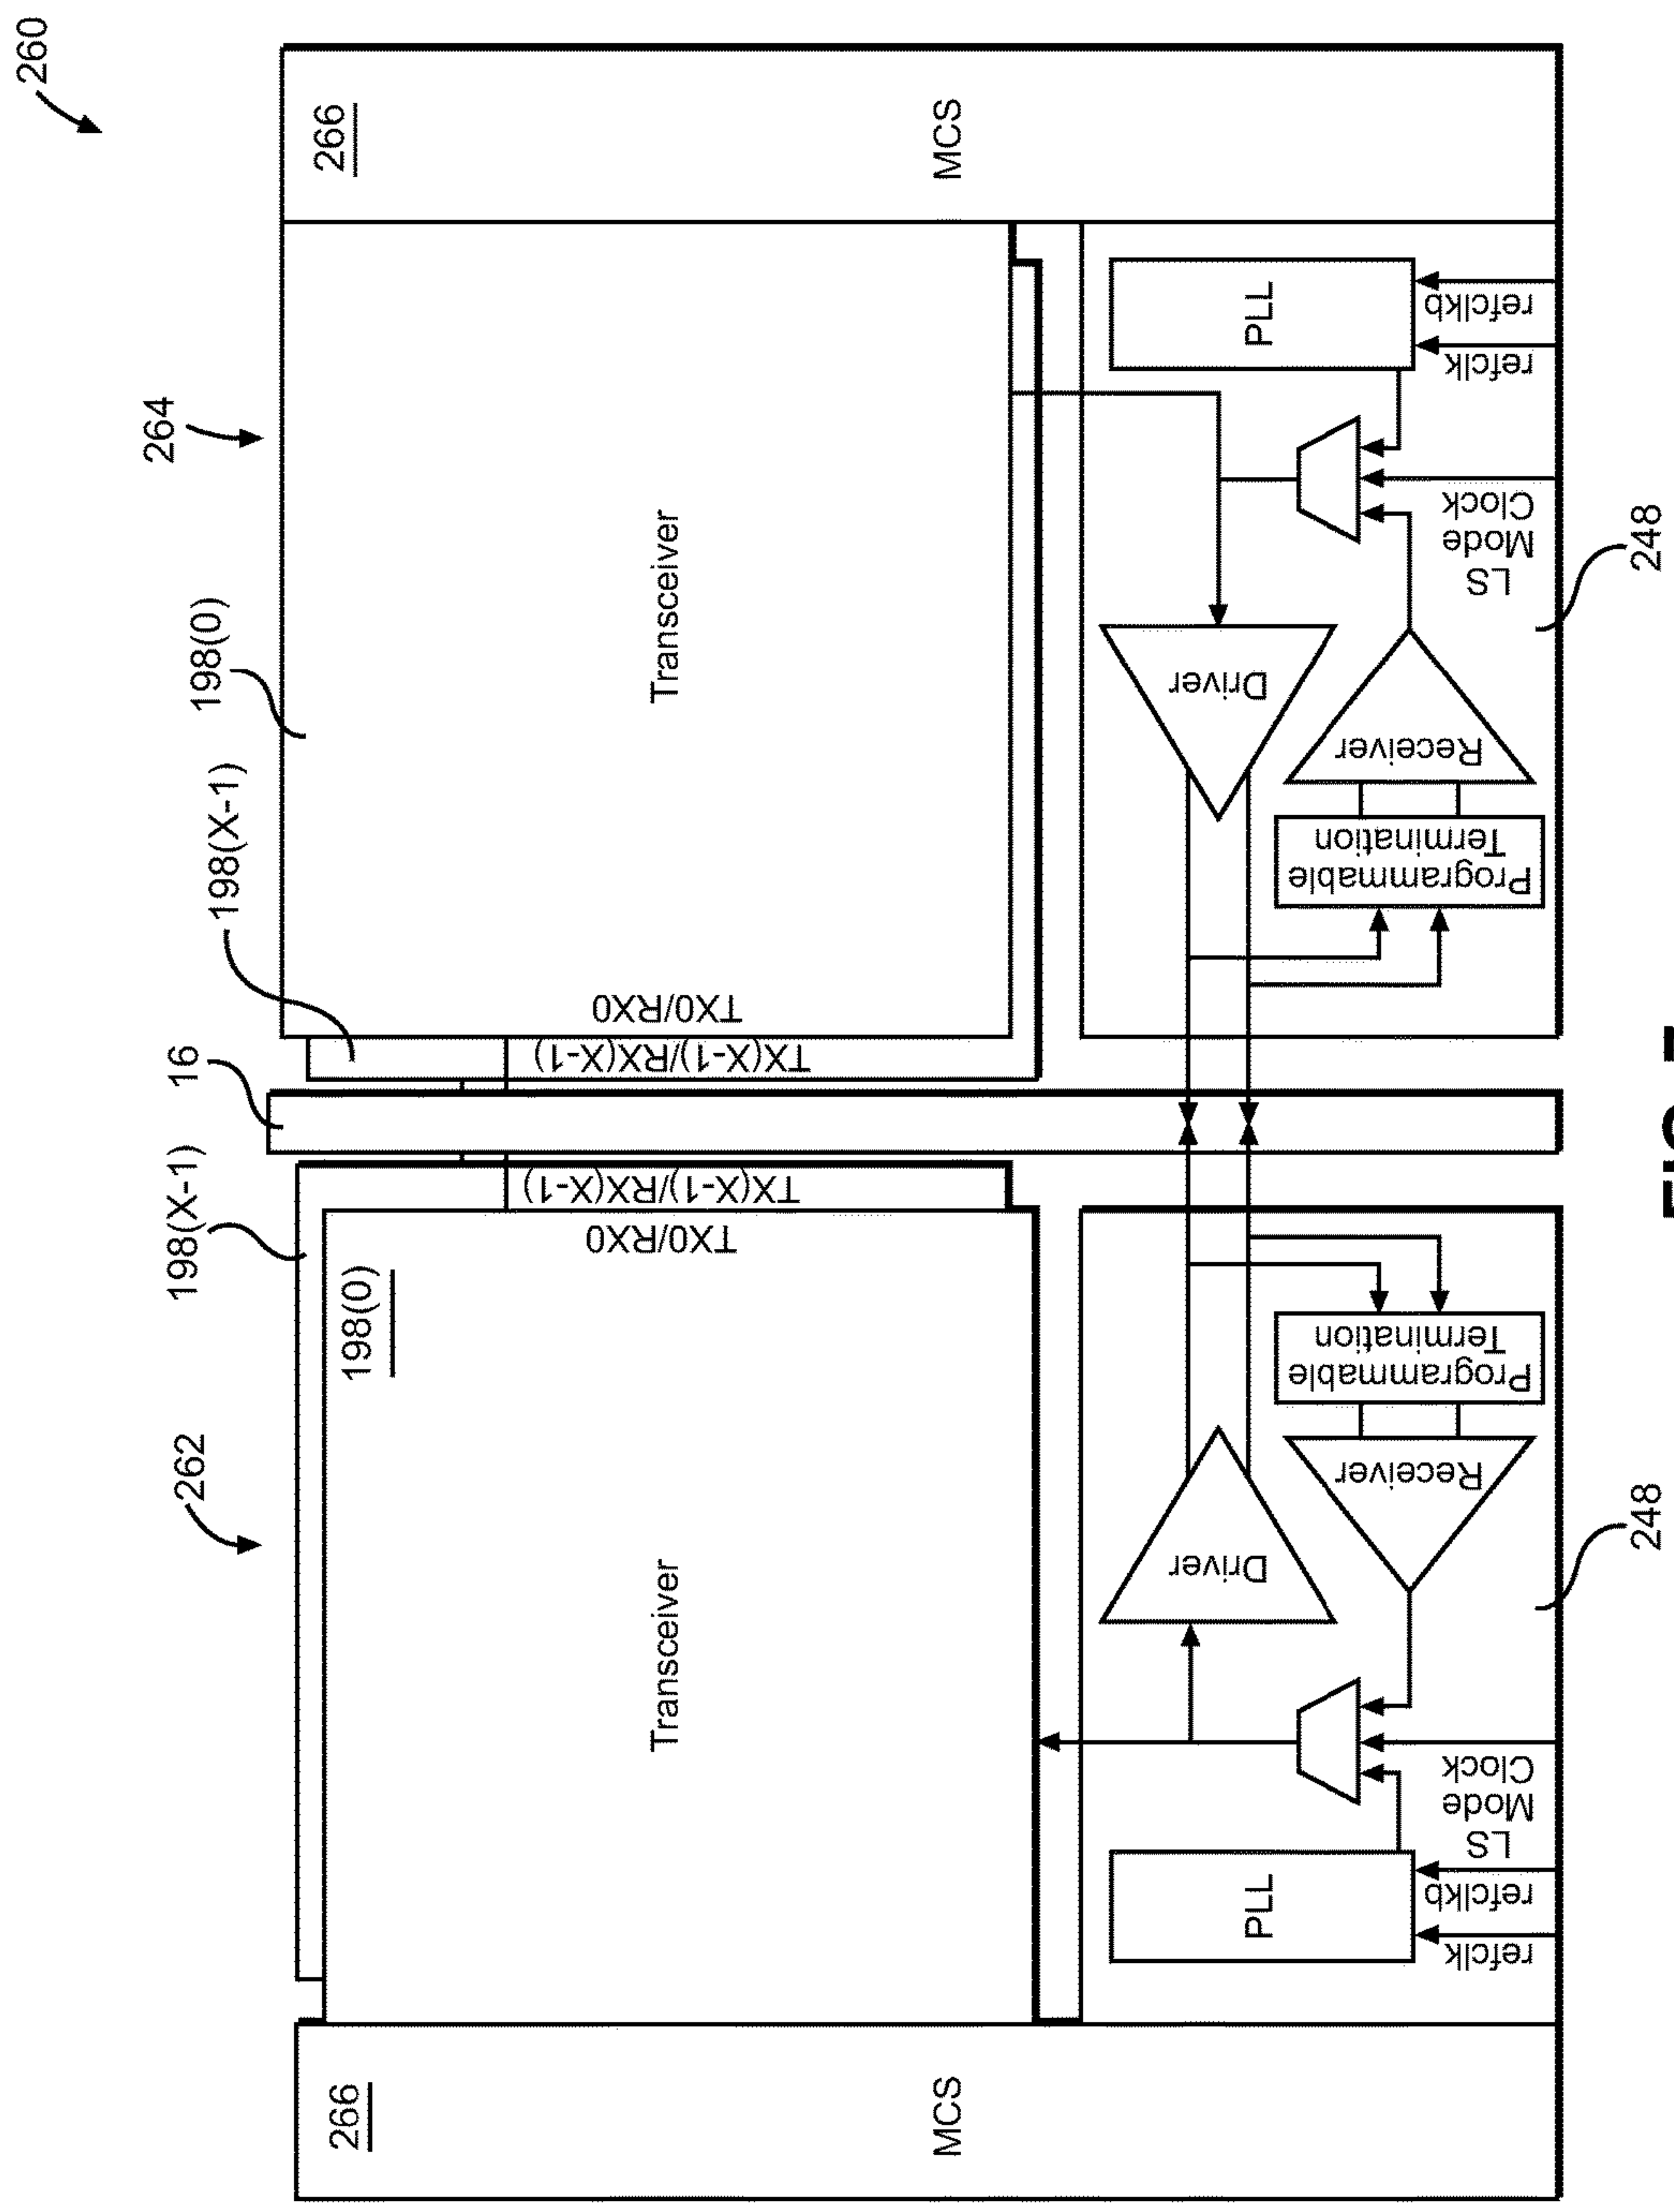 260
264
262
198(0)
198(X-1)
16
198(X-1)
266
MCS
Transceiver
TX0/RX0
TX(X-1)/RX(X-1)
PLL
refclkb
refclk
LS
Mode
Clock
Driver
Receiver
Programmable
Termination
248
TX(X-1)/RX(X-1)
TX0/RX0
198(0)
Transceiver
Driver
Receiver
Programmable
Termination
LS
Mode
Clock
PLL
refclkb
refclk
248
266
MCS